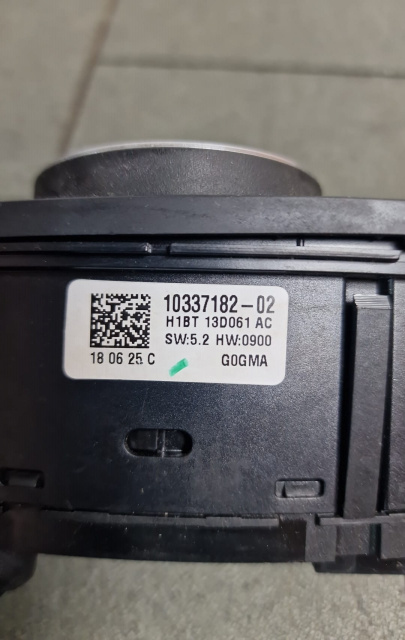 10337182-02
H1BT 13D061 AC
SW:5.2 HW:0900
18 06 25 C G0GMA